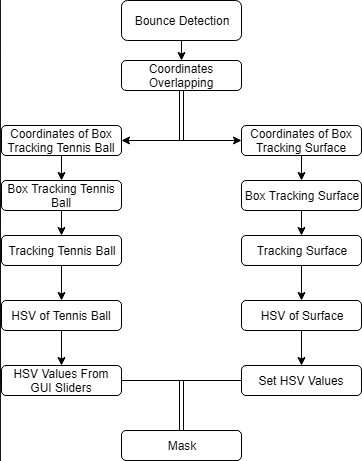 Bounce Detection
Coordinates
Overlapping
Coordinates of Box
Tracking Tennis Ball
Coordinates of Box
Tracking Surface
Box Tracking Tennis
Ball
Box Tracking Surface
Tracking Tennis Ball
Tracking Surface
HSV of Tennis Ball
HSV of Surface
HSV Values From
GUI Sliders
Set HSV Values
Mask